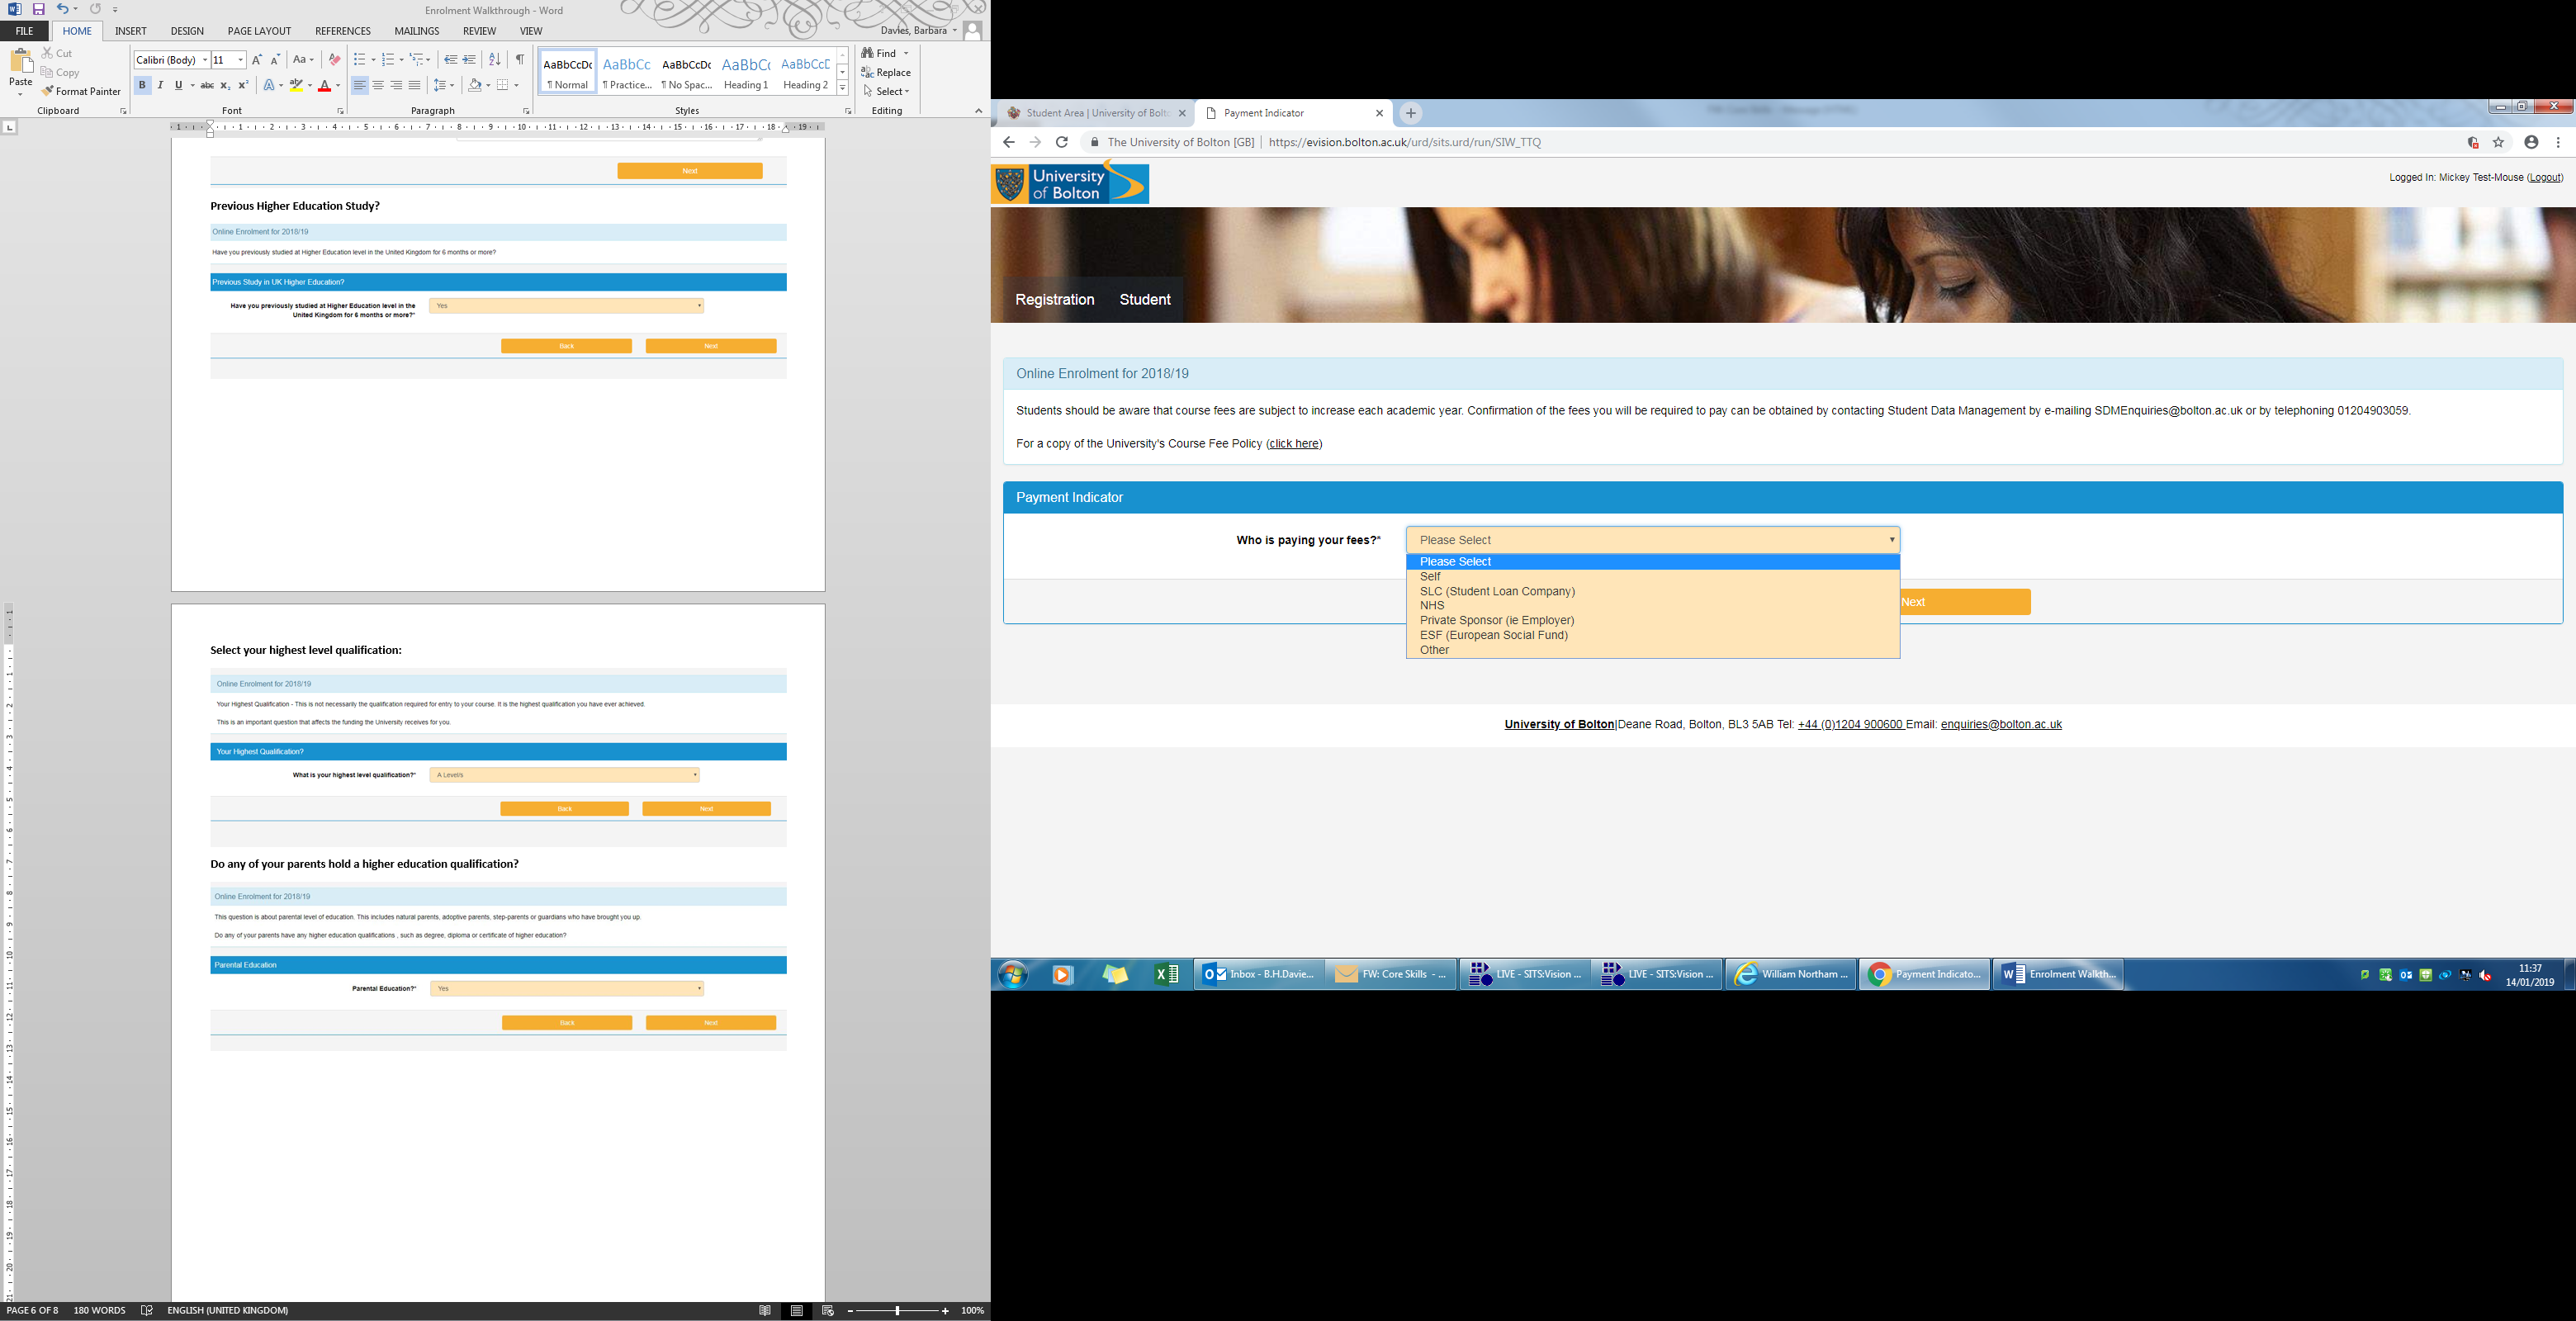 Enrolment Walkthrough - Word
FILE HOME INSERT DESIGN PAGE LAYOUT REFERENCES MAILINGS REVIEW VIEW
Davies, Barbara
Paste
Cut
Copy
Format Painter
Calibri (Body) 11
AaBbCcDc AaBbCc AaBbCcDc AaBbCc AaBbCcE
¶ Normal ¶ Practice... ¶ No Spac... Heading 1 Heading 2
Find
Replace
Select
Clipboard Font Paragraph Styles Editing
Next
Previous Higher Education Study?
Online Enrolment for 2018/19
Have you previously studied at Higher Education level in the United Kingdom for 6 months or more?
Previous Study in UK Higher Education?
Have you previously studied at Higher Education level in the
United Kingdom for 6 months or more?*
Yes
Back Next
Select your highest level qualification:
Online Enrolment for 2018/19
Your Highest Qualification - This is not necessarily the qualification required for entry to your course. It is the highest qualification you have ever achieved.
This is an important question that affects the funding the University receives for you.
Your Highest Qualification?
What is your highest level qualification?* A Level/s
Back Next
Do any of your parents hold a higher education qualification?
Online Enrolment for 2018/19
This question is about parental level of education. This includes natural parents, adoptive parents, step-parents or guardians who have brought you up.
Do any of your parents have any higher education qualifications , such as degree, diploma or certificate of higher education?
Parental Education
Parental Education?* Yes
Back Next
PAGE 6 OF 8 180 WORDS ENGLISH (UNITED KINGDOM) 100%
Student Area | University of Bolto Payment Indicator
The University of Bolton [GB] | https://evision.bolton.ac.uk/urd/sits.urd/run/SIW_TTQ
University
of Bolton
Logged In: Mickey Test-Mouse (Logout)
Registration Student
Online Enrolment for 2018/19
Students should be aware that course fees are subject to increase each academic year. Confirmation of the fees you will be required to pay can be obtained by contacting Student Data Management by e-mailing SDMEnquiries@bolton.ac.uk or by telephoning 01204903059.
For a copy of the University's Course Fee Policy (click here)
Payment Indicator
Who is paying your fees?* Please Select
Please Select
Self
SLC (Student Loan Company)
NHS
Private Sponsor (ie Employer)
ESF (European Social Fund)
Other
Next
University of Bolton|Deane Road, Bolton, BL3 5AB Tel: +44 (0)1204 900600 Email: enquiries@bolton.ac.uk
Inbox - B.H.Davie... FW: Core Skills - ... LIVE - SITS:Vision ... LIVE - SITS:Vision ... William Northam ... Payment Indicato... Enrolment Walkth...
11:37
14/01/2019